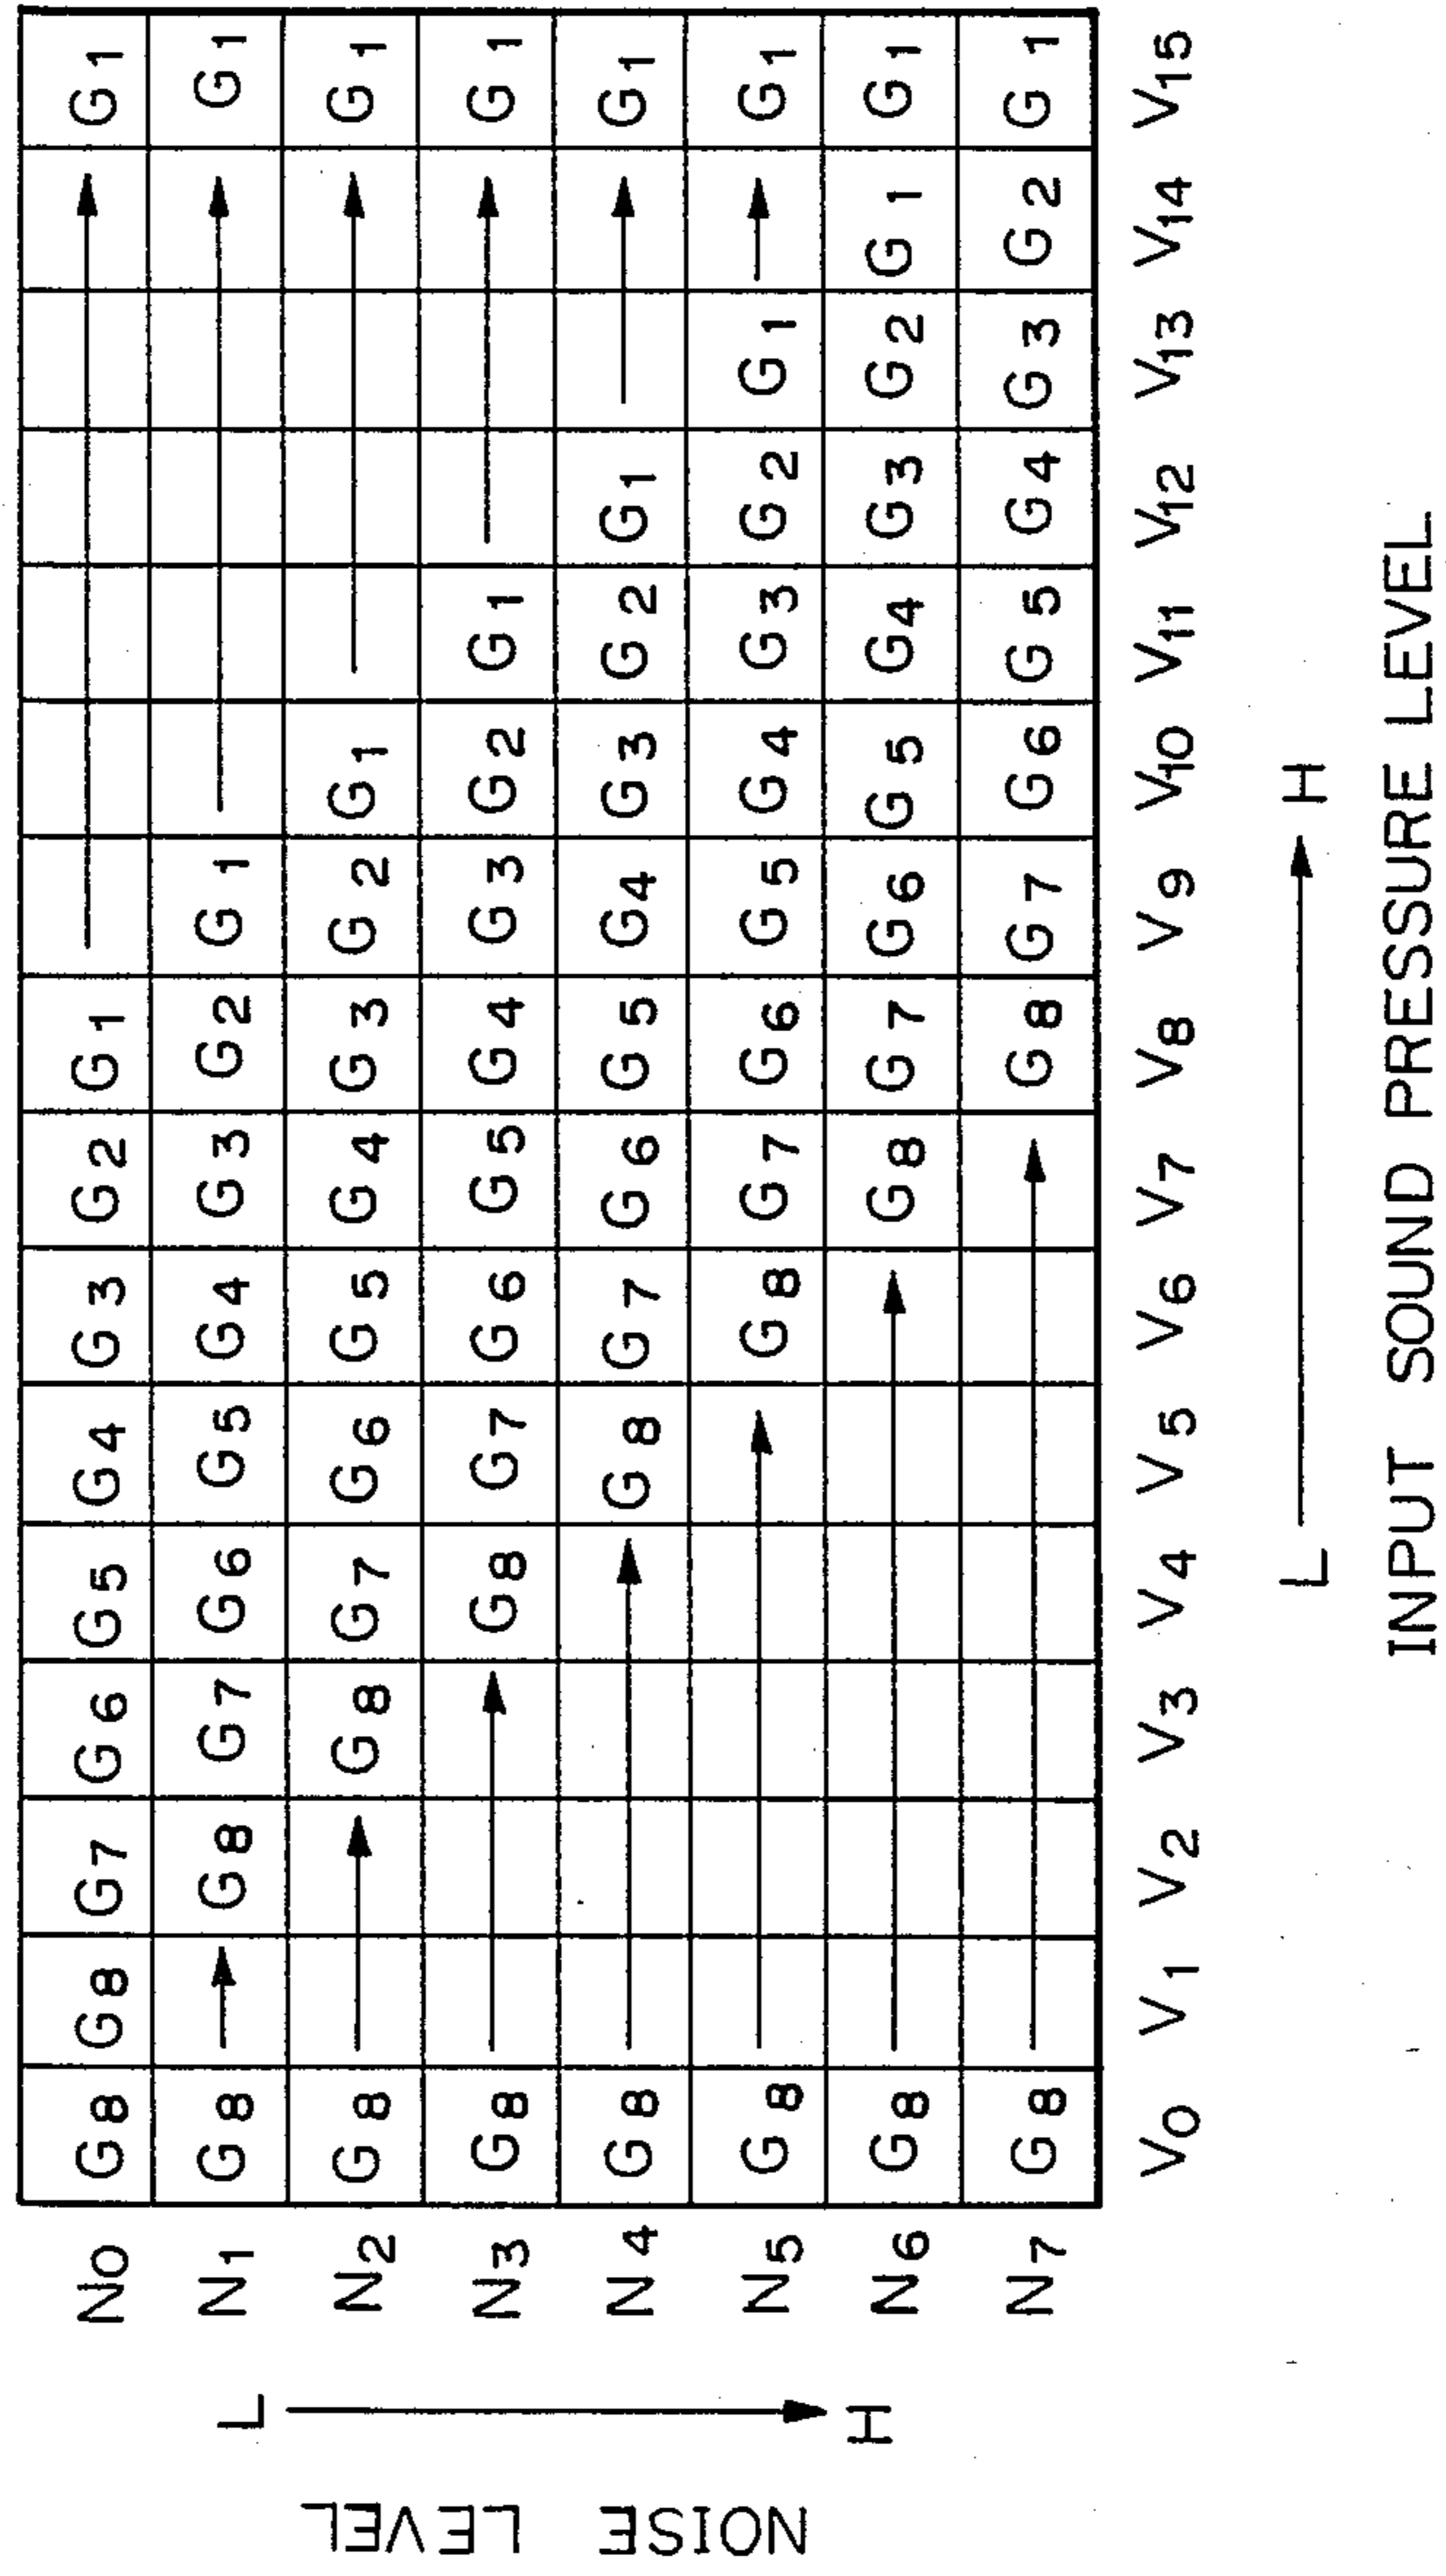 NOISE LEVEL
L
H
N0 G8 G8 G7 G6 G5 G4 G3 G2 G1 G1
N1 G8 G8 G7 G6 G5 G4 G3 G2 G1 G1
N2 G8 G8 G7 G6 G5 G4 G3 G2 G1 G1
N3 G8 G8 G7 G6 G5 G4 G3 G2 G1 G1
N4 G8 G8 G7 G6 G5 G4 G3 G2 G1 G1
N5 G8 G8 G7 G6 G5 G4 G3 G2 G1 G1
N6 G8 G8 G7 G6 G5 G4 G3 G2 G1 G1
N7 G8 G8 G7 G6 G5 G4 G3 G2 G1
V0 V1 V2 V3 V4 V5 V6 V7 V8 V9 V10 V11 V12 V13 V14 V15
L H
INPUT SOUND PRESSURE LEVEL